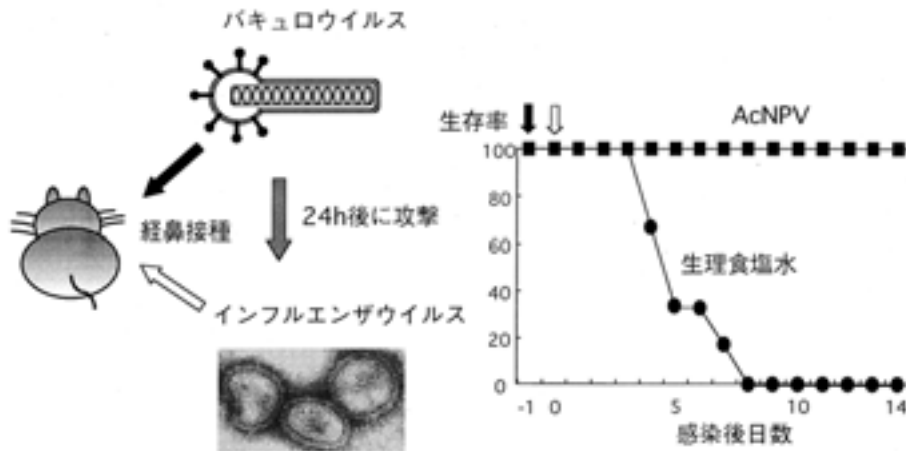 バキュロウイルス
経鼻接種
24h後に攻撃
インフルエンザウイルス
生存率
AcNPV
100
80
60
40
20
0
生理食塩水
-1 0 5 10 14
感染後日数